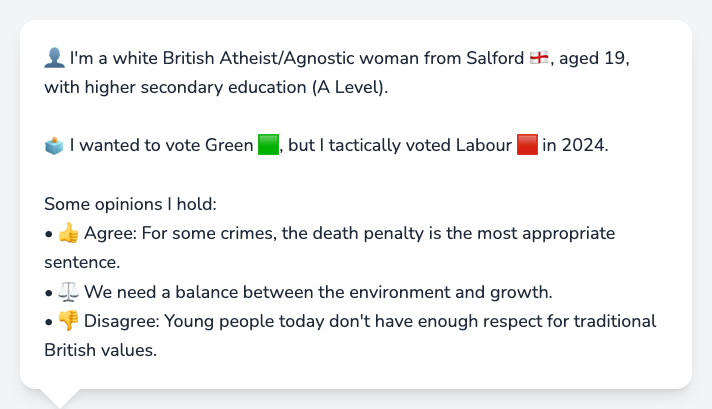 👤 I'm a white British Atheist/Agnostic woman from Salford 🏴󠁧󠁢󠁥󠁮󠁧󠁿, aged 19,
with higher secondary education (A Level).
🗳️ I wanted to vote Green 🟩, but I tactically voted Labour 🟥 in 2024.
Some opinions I hold:
• 👍 Agree: For some crimes, the death penalty is the most appropriate
sentence.
• ⚖️ We need a balance between the environment and growth.
• 👎 Disagree: Young people today don't have enough respect for traditional
British values.